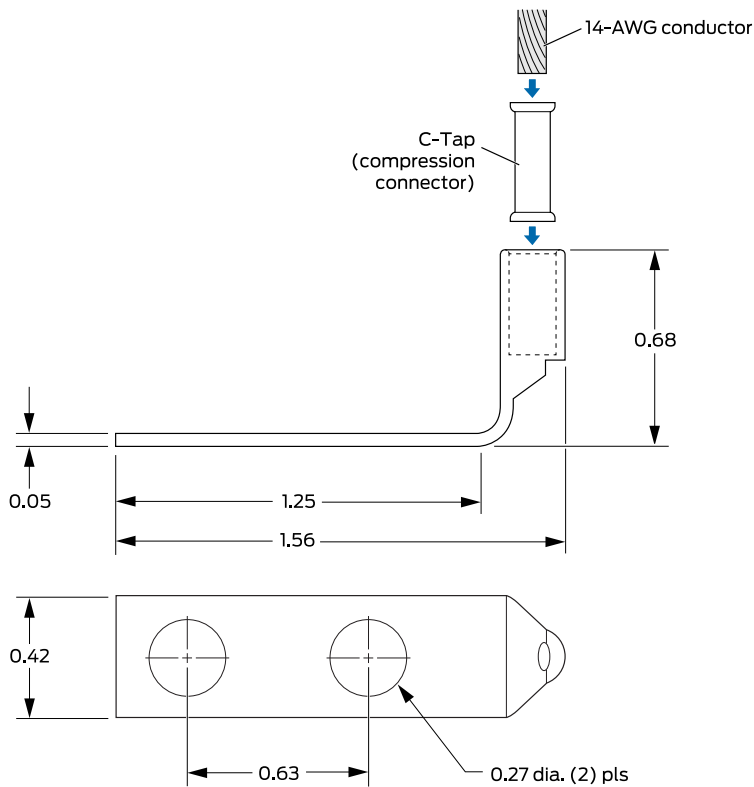 14-AWG conductor
C-Tap
(compression
connector)
0.68
0.05
1.25
1.56
0.42
0.63
0.27 dia. (2) pls